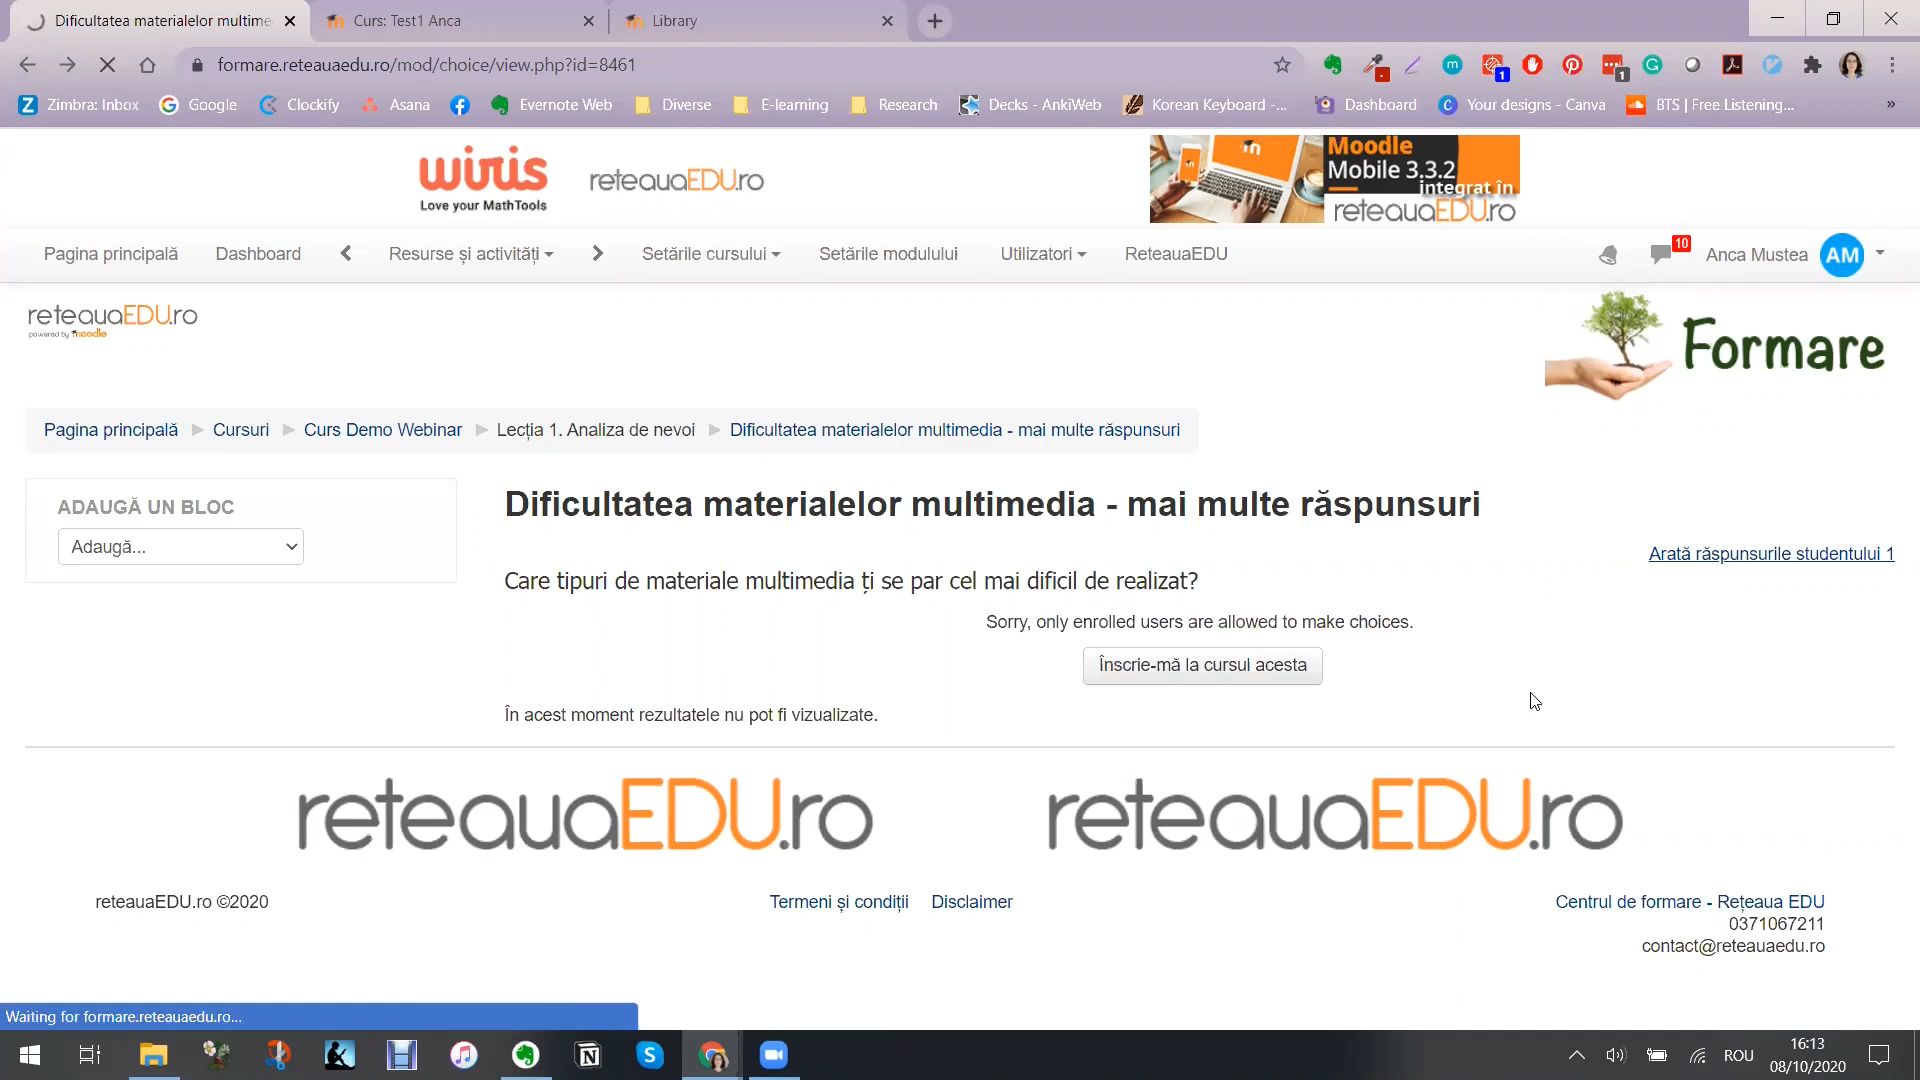 Dificultatea materialelor multime
Curs: Test1 Anca
Library
formare.reteauaedu.ro/mod/choice/view.php?id=8461
Zimbra: Inbox
Google
Clockify
Asana
Evernote Web
Diverse
E-learning
Research
Decks - AnkiWeb
Korean Keyboard -...
Dashboard
Your designs - Canva
BTS | Free Listening...
»
wiris
Love your MathTools
reteauaEDU.ro
Moodle
Mobile 3.3.2
integrat în
reteauaEDU.ro
Pagina principală
Dashboard
Resurse și activități
Setările cursului
Setările modulului
Utilizatori
ReteauaEDU
10
Anca Mustea
AM
reteauaEDU.ro
powered by moodle
Formare
Pagina principală
Cursuri
Curs Demo Webinar
Lecția 1. Analiza de nevoi
Dificultatea materialelor multimedia - mai multe răspunsuri
ADAUGĂ UN BLOC
Adaugă...
Dificultatea materialelor multimedia - mai multe răspunsuri
Arată răspunsurile studentului 1
Care tipuri de materiale multimedia ți se par cel mai dificil de realizat?
Sorry, only enrolled users are allowed to make choices.
Înscrie-mă la cursul acesta
În acest moment rezultatele nu pot fi vizualizate.
reteauaEDU.ro
reteauaEDU.ro
reteauaEDU.ro ©2020
Termeni și condiții
Disclaimer
Centrul de formare - Rețeaua EDU
0371067211
contact@reteauaedu.ro
Waiting for formare.reteauaedu.ro...
ROU
16:13
08/10/2020